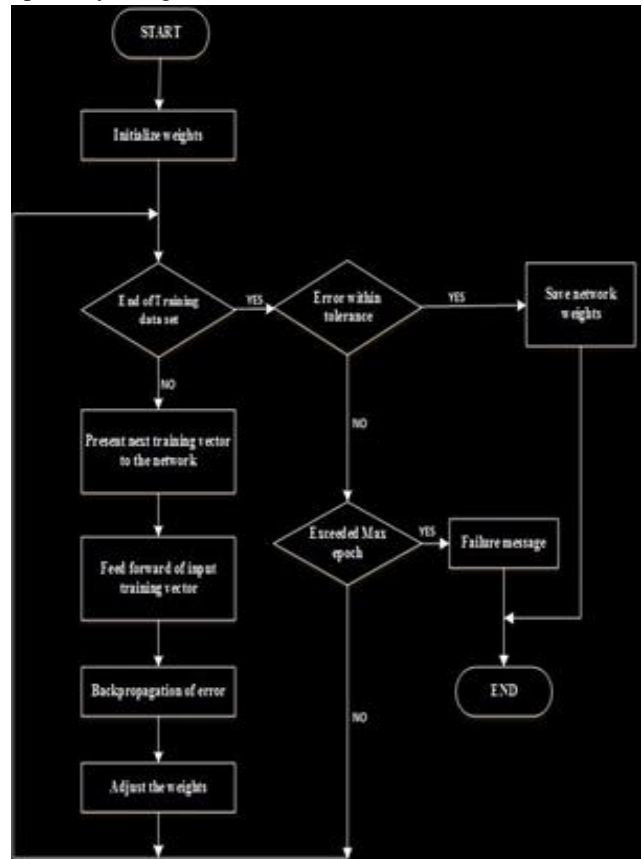 START
Initialize weights
End of Training
data set
YES
Error within
tolerance
YES
Save network
weights
NO
NO
Present next training vector
to the network
Exceeded Max
epoch
YES
Failure message
Feed forward of input
training vector
Backpropagation of error
END
NO
Adjust the weights